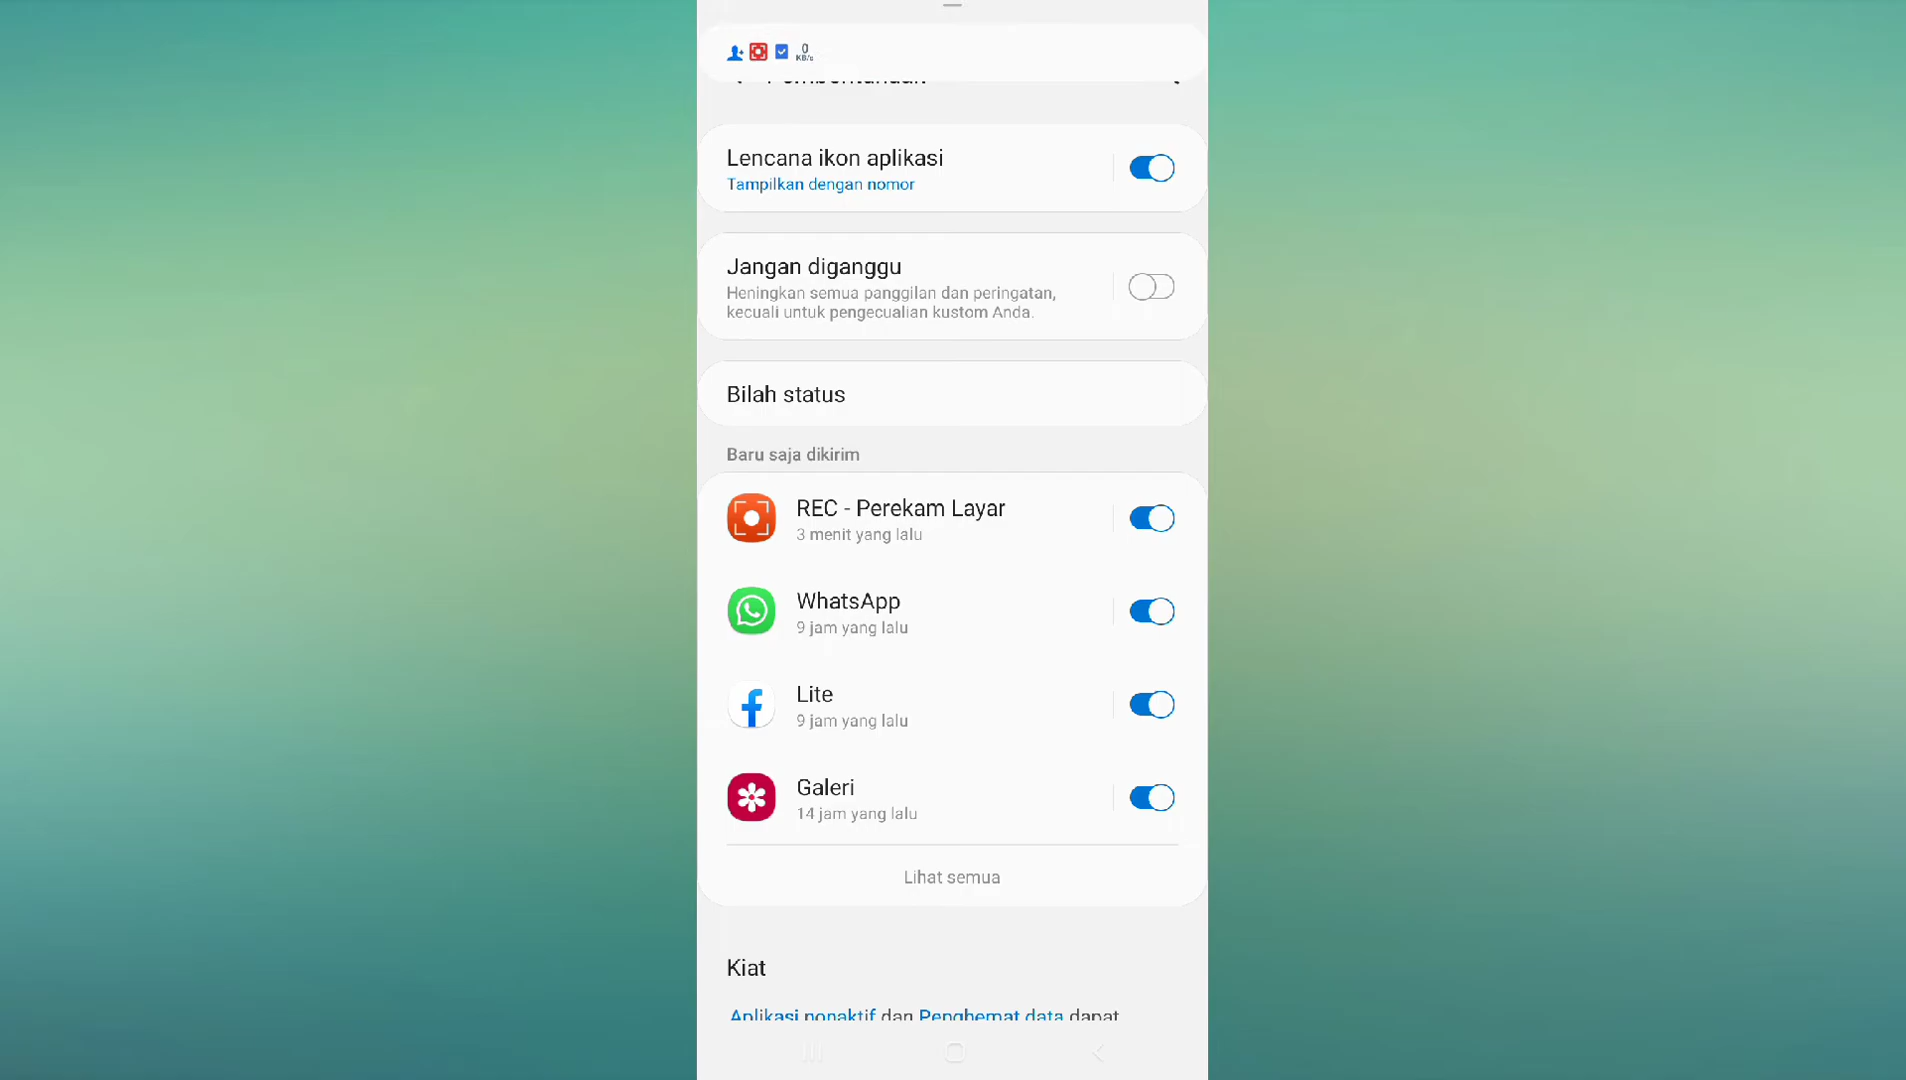 0
KB/s
Lencana ikon aplikasi
Tampilkan dengan nomor
Jangan diganggu
Heningkan semua panggilan dan peringatan,
kecuali untuk pengecualian kustom Anda.
Bilah status
Baru saja dikirim
REC - Perekam Layar
3 menit yang lalu
WhatsApp
9 jam yang lalu
Lite
9 jam yang lalu
Galeri
14 jam yang lalu
Lihat semua
Kiat
Aplikasi nonaktif dan Penghemat data dapat